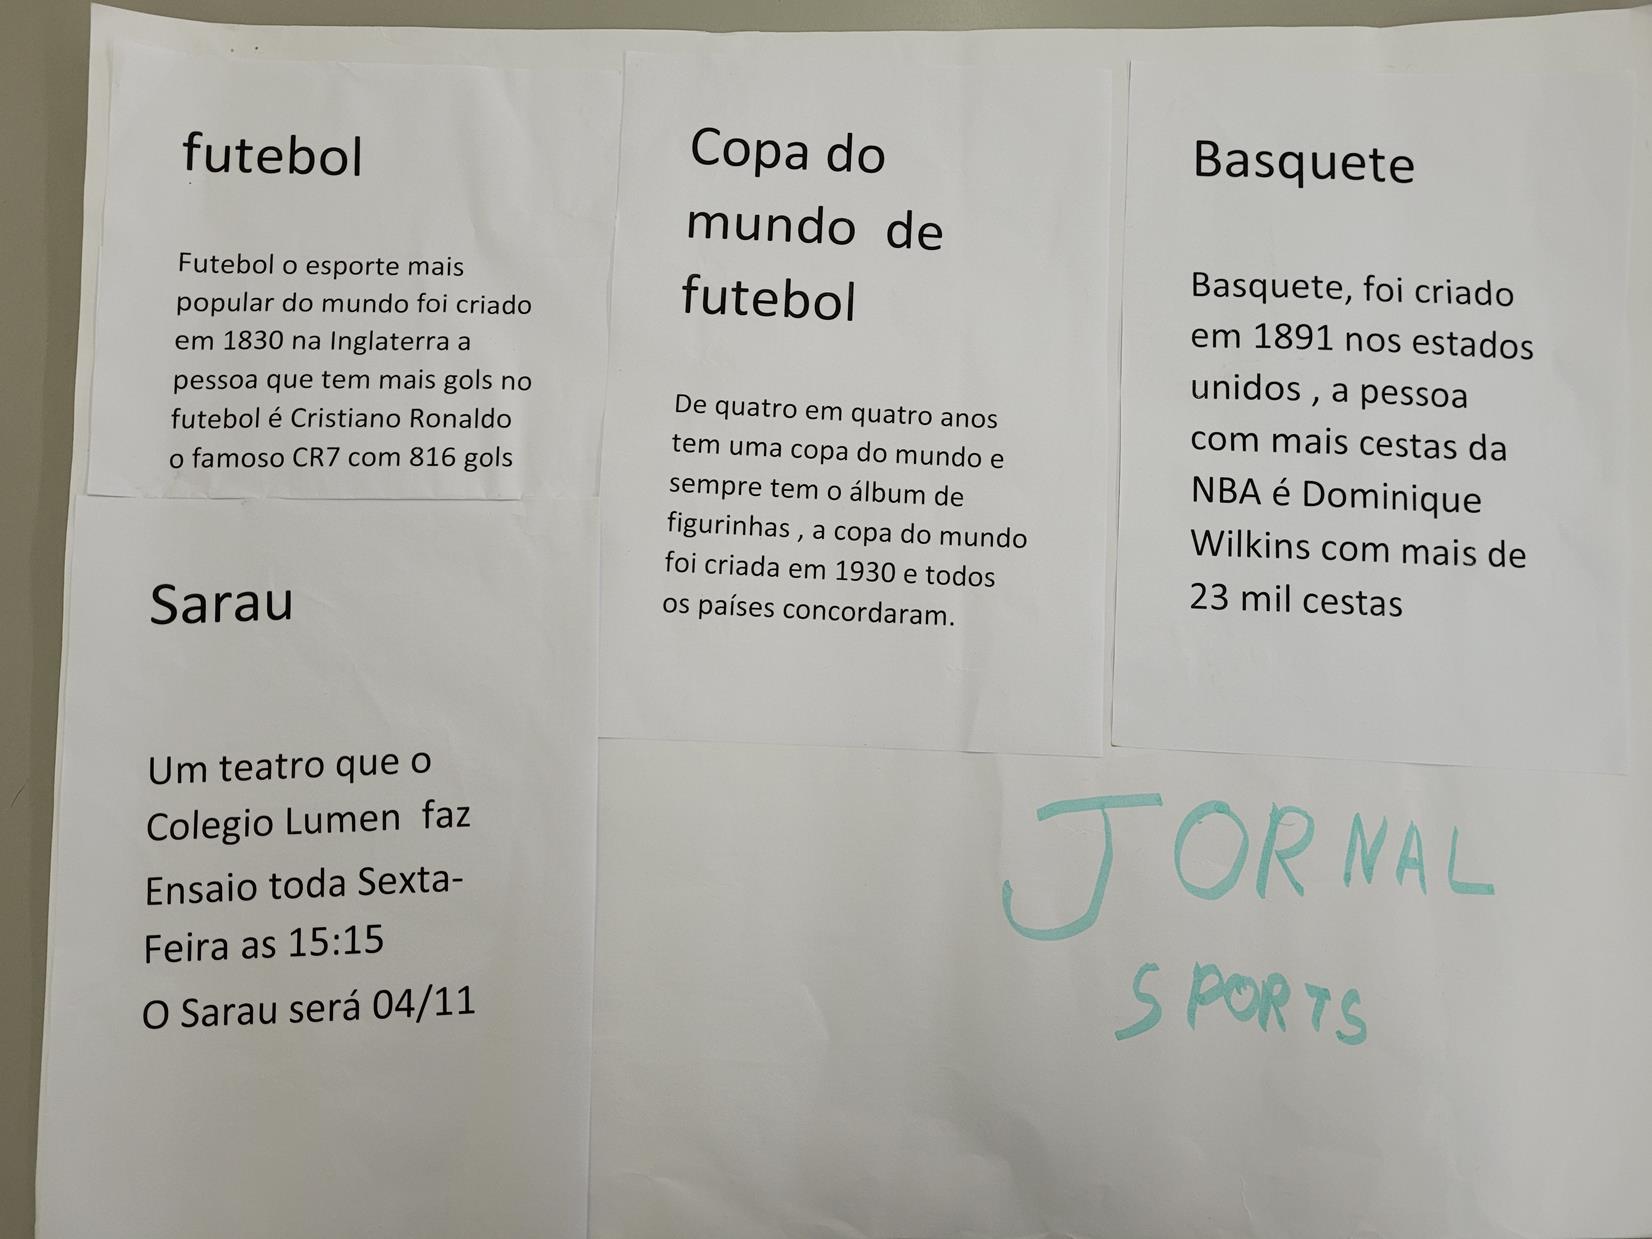 futebol
Futebol o esporte mais
popular do mundo foi criado
em 1830 na Inglaterra a
pessoa que tem mais gols no
futebol é Cristiano Ronaldo
o famoso CR7 com 816 gols
Sarau
Um teatro que o
Colegio Lumen faz
Ensaio toda Sexta-
Feira as 15:15
O Sarau será 04/11
Copa do
mundo de
futebol
De quatro em quatro anos
tem uma copa do mundo e
sempre tem o álbum de
figurinhas , a copa do mundo
foi criada em 1930 e todos
os países concordaram.
Basquete
Basquete, foi criado
em 1891 nos estados
unidos , a pessoa
com mais cestas da
NBA é Dominique
Wilkins com mais de
23 mil cestas
JORNAL
SPORTS